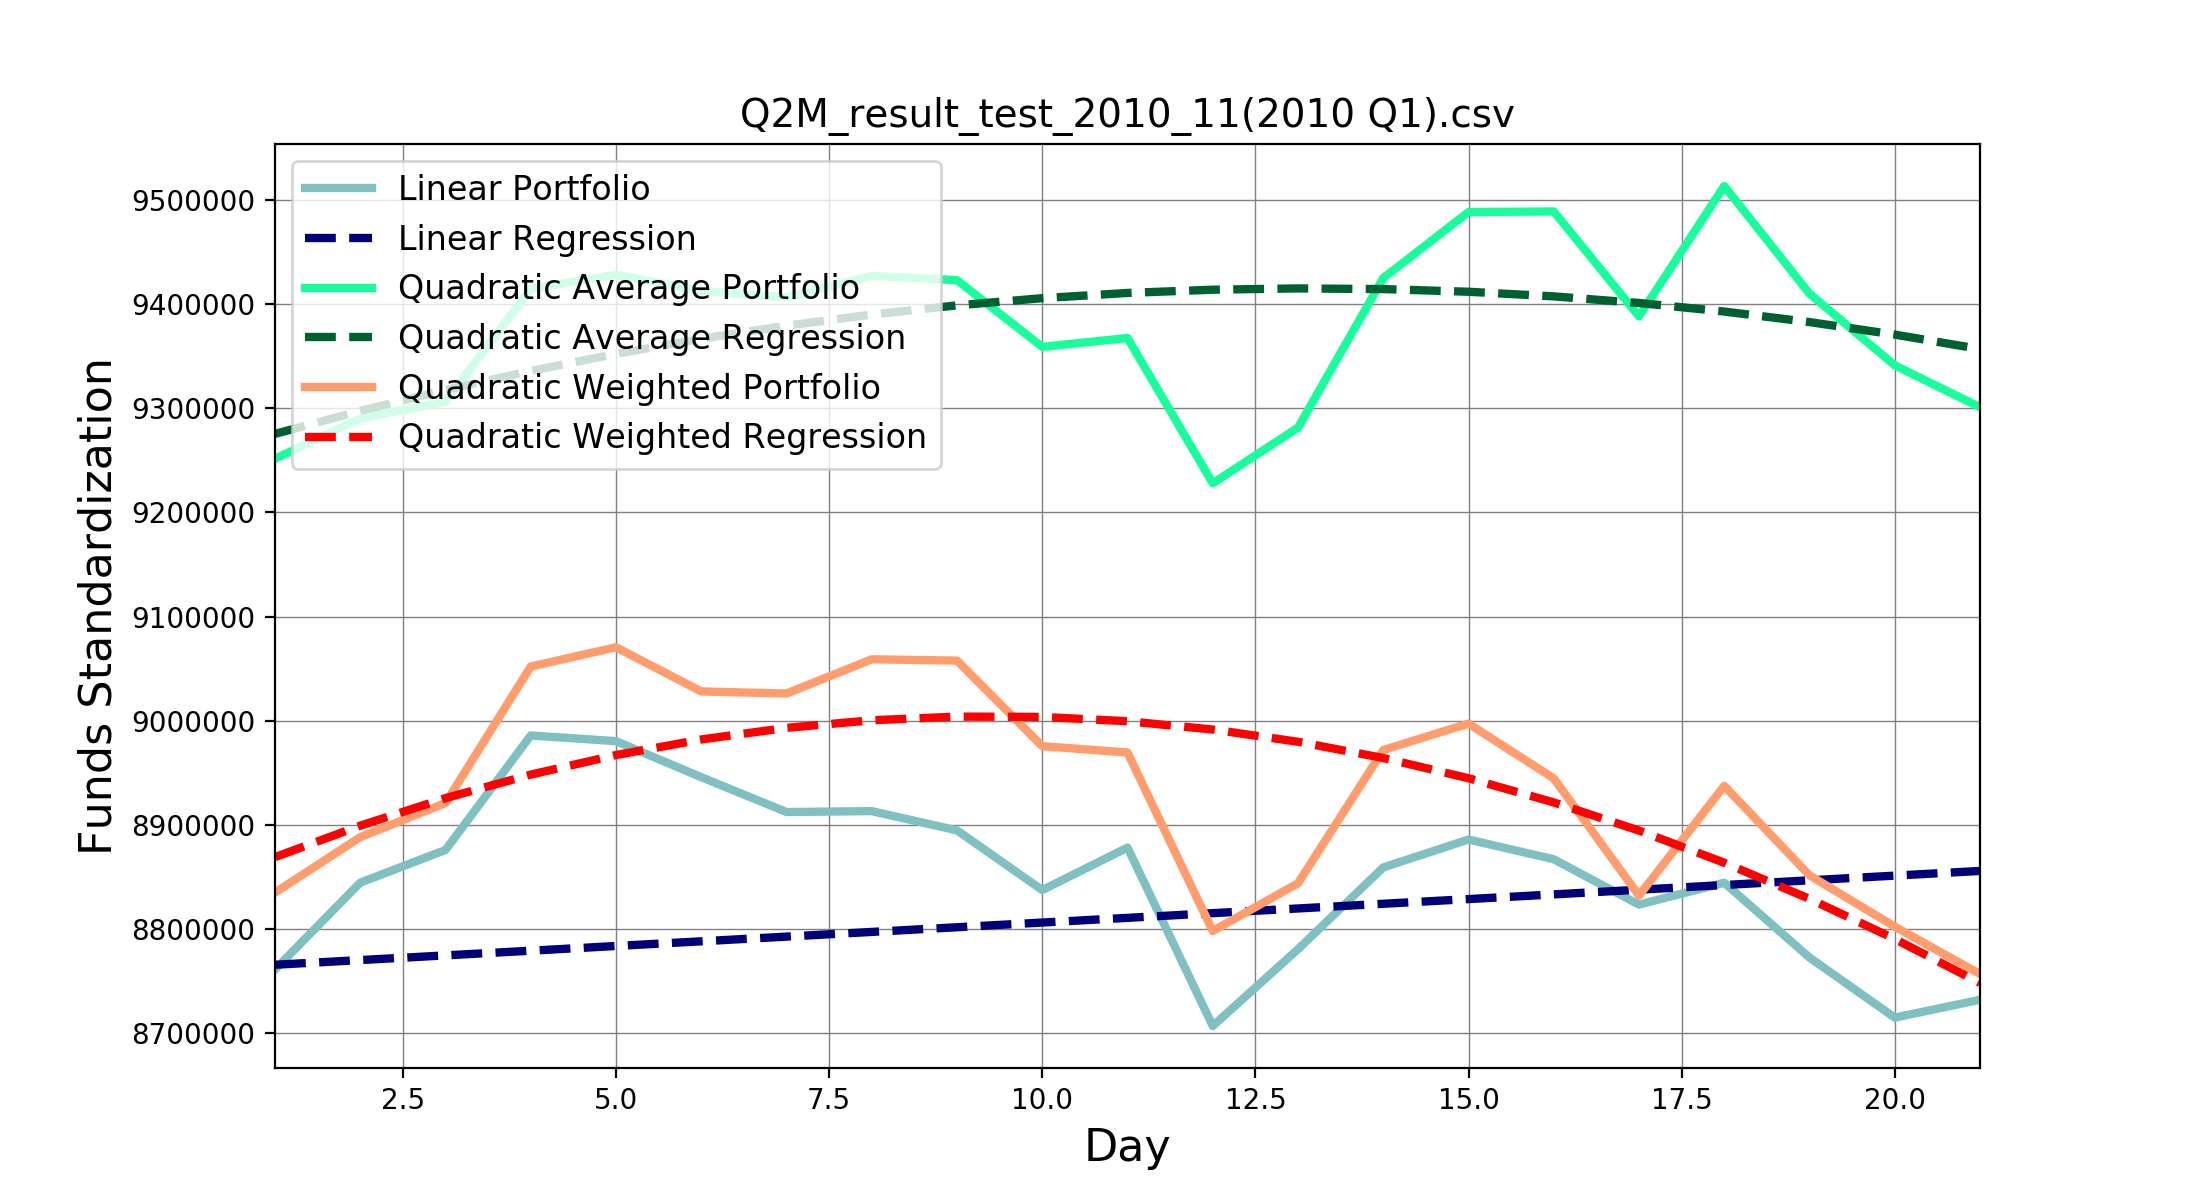 Q2M_result_test_2010_11(2010 Q1).csv
Linear Portfolio
Linear Regression
Quadratic Average Portfolio
Quadratic Average Regression
Quadratic Weighted Portfolio
Quadratic Weighted Regression
Funds Standardization
9500000
9400000
9300000
9200000
9100000
9000000
8900000
8800000
8700000
2.5 5.0 7.5 10.0 12.5 15.0 17.5 20.0
Day